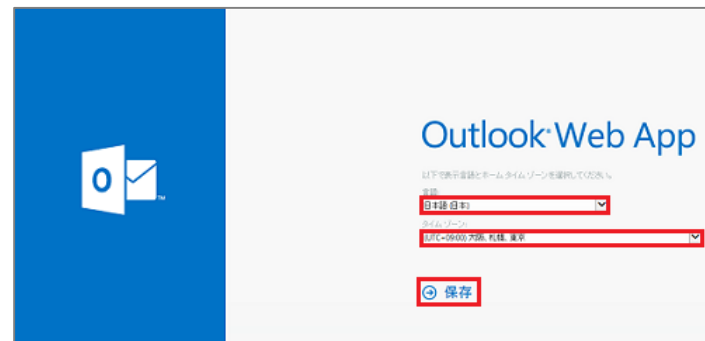 Outlook Web App
以下で表示言語とホーム タイム ゾーンを選択してください。
言語:
日本語 (日本)
タイム ゾーン:
(UTC+09:00) 大阪、札幌、東京
保存